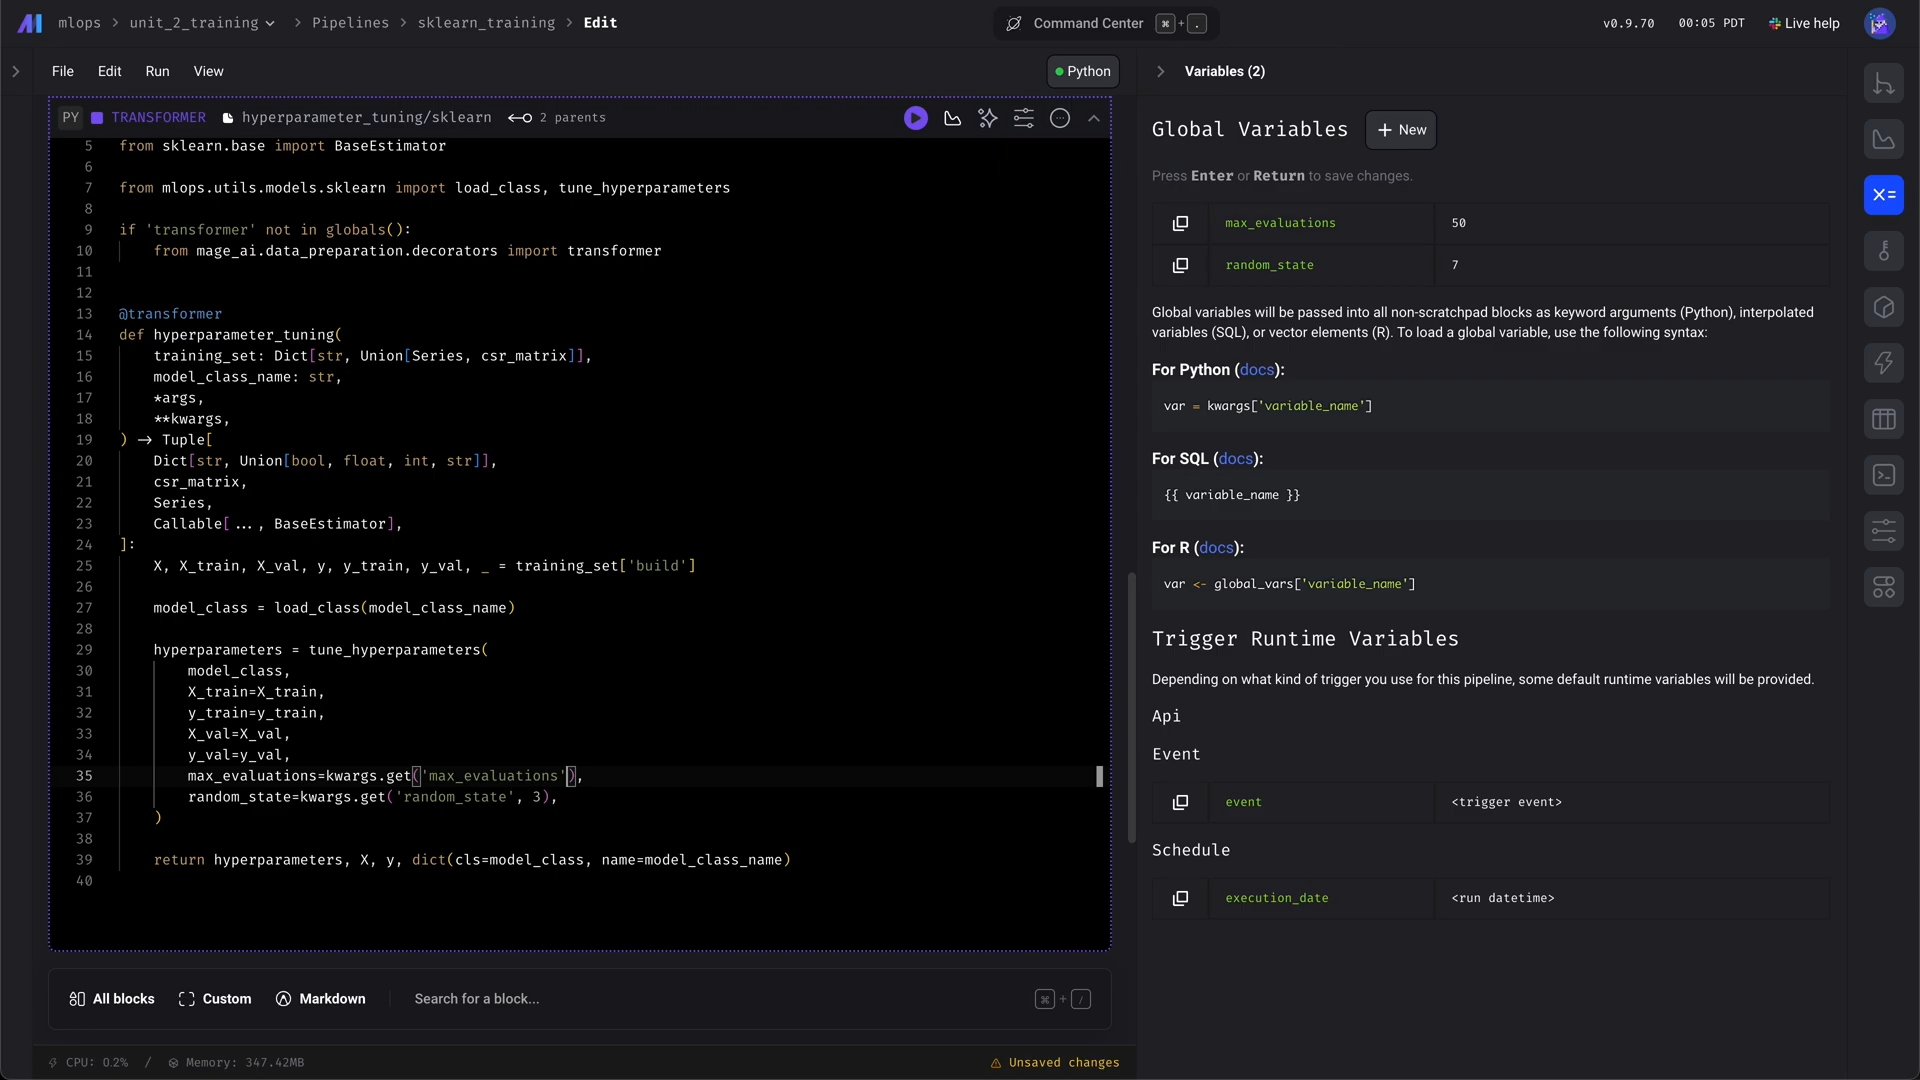 mlops > unit_2_training > Pipelines > sklearn_training > Edit
Command Center ⌘ + .
v0.9.70 00:05 PDT Live help
File Edit Run View
Python
Variables (2)
PY TRANSFORMER hyperparameter_tuning/sklearn 2 parents
5 from sklearn.base import BaseEstimator
6
7 from mlops.utils.models.sklearn import load_class, tune_hyperparameters
8
9 if 'transformer' not in globals():
10 from mage_ai.data_preparation.decorators import transformer
11
12
13 @transformer
14 def hyperparameter_tuning(
15 training_set: Dict[str, Union[Series, csr_matrix]],
16 model_class_name: str,
17 *args,
18 **kwargs,
19 ) -> Tuple[
20 Dict[str, Union[bool, float, int, str]],
21 csr_matrix,
22 Series,
23 Callable[..., BaseEstimator],
24 ]:
25 X, X_train, X_val, y, y_train, y_val, _ = training_set['build']
26
27 model_class = load_class(model_class_name)
28
29 hyperparameters = tune_hyperparameters(
30 model_class,
31 X_train=X_train,
32 y_train=y_train,
33 X_val=X_val,
34 y_val=y_val,
35 max_evaluations=kwargs.get('max_evaluations'),
36 random_state=kwargs.get('random_state', 3),
37 )
38
39 return hyperparameters, X, y, dict(cls=model_class, name=model_class_name)
40
All blocks Custom Markdown Search for a block... ⌘ + /
CPU: 0.2% / Memory: 347.42MB
Unsaved changes
Global Variables + New
Press Enter or Return to save changes.
max_evaluations 50
random_state 7
Global variables will be passed into all non-scratchpad blocks as keyword arguments (Python), interpolated
variables (SQL), or vector elements (R). To load a global variable, use the following syntax:
For Python (docs):
var = kwargs['variable_name']
For SQL (docs):
{{ variable_name }}
For R (docs):
var <- global_vars['variable_name']
Trigger Runtime Variables
Depending on what kind of trigger you use for this pipeline, some default runtime variables will be provided.
Api
Event
event <trigger event>
Schedule
execution_date <run datetime>